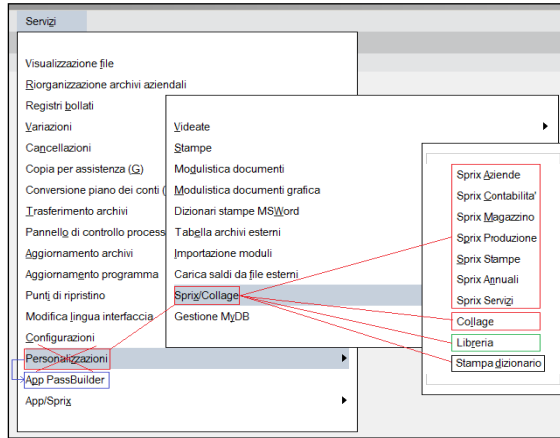 Servizi
Visualizzazione file
Riorganizzazione archivi aziendali
Registri bollati
Variazioni
Cancellazioni
Copia per assistenza (G)
Conversione piano dei conti (
Trasferimento archivi
Pannello di controllo process
Aggiornamento archivi
Aggiornamento programma
Punti di ripristino
Modifica lingua interfaccia
Configurazioni
Personalizzazioni
App PassBuilder
App/Sprix
Videate
Stampe
Modulistica documenti
Modulistica documenti grafica
Dizionari stampe MSWord
Tabella archivi esterni
Importazione moduli
Carica saldi da file esterni
Sprix/Collage
Gestione MyDB
Sprix Aziende
Sprix Contabilita'
Sprix Magazzino
Sprix Produzione
Sprix Stampe
Sprix Annuali
Sprix Servizi
Collage
Libreria
Stampa dizionario